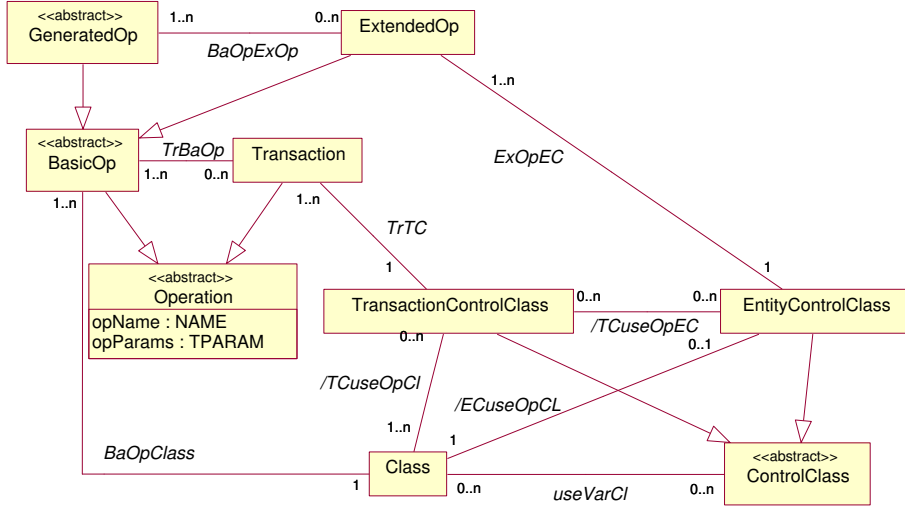 <<abstract>>
GeneratedOp
1..n
0..n
BaOpExOp
ExtendedOp
1..n
<<abstract>>
BasicOp
TrBaOp
1..n
0..n
Transaction
ExOpEC
1..n
1..n
TrTC
1
1
<<abstract>>
Operation
opName : NAME
opParams : TPARAM
TransactionControlClass
0..n
0..n
/TCuseOpEC
EntityControlClass
0..n
0..1
/TCuseOpCl
/ECuseOpCL
1..n
1
BaOpClass
1
Class
0..n
useVarCl
0..n
<<abstract>>
ControlClass